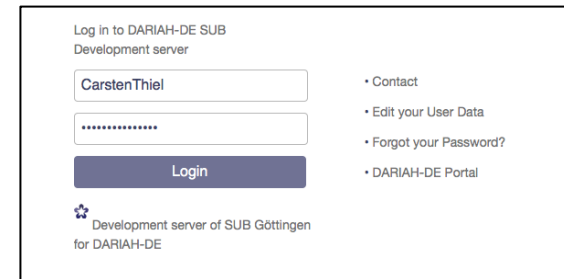 Log in to DARIAH-DE SUB
Development server
CarstenThiel
•••••••••••••••
Login
Development server of SUB Göttingen
for DARIAH-DE
• Contact
• Edit your User Data
• Forgot your Password?
• DARIAH-DE Portal